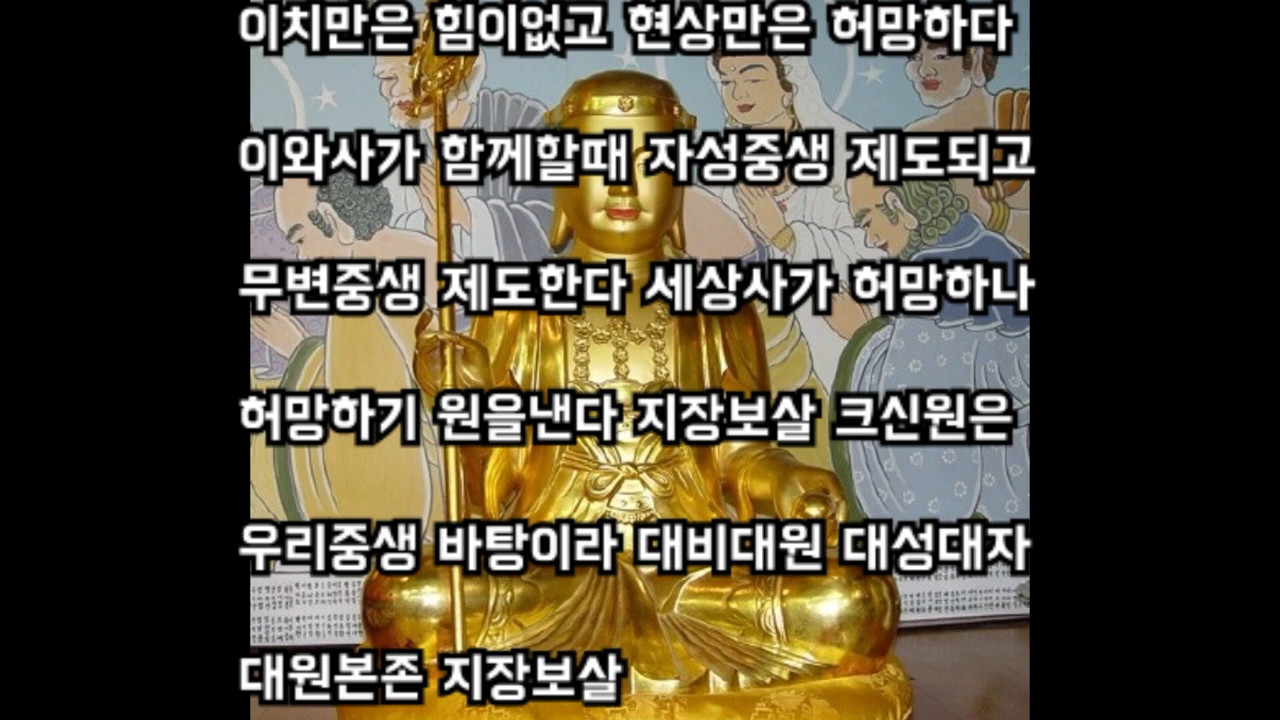 이치만은 힘이없고 현상만은 허망하다
이와사가 함께할때 자성중생 제도되고
무변중생 제도한다 세상사가 허망하나
허망하기 원을낸다 지장보살 크신원은
우리중생 바탕이라 대비대원 대성대자
대원본존 지장보살